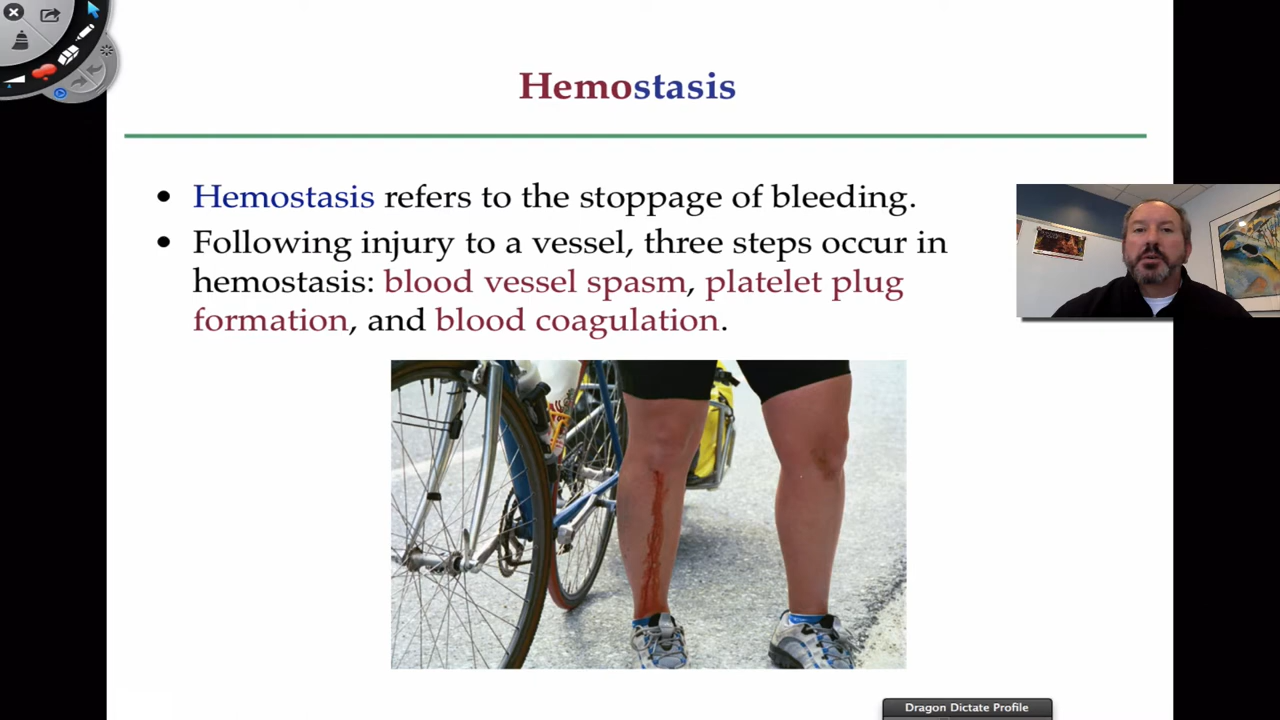 Hemostasis
• Hemostasis refers to the stoppage of bleeding.
• Following injury to a vessel, three steps occur in
hemostasis: blood vessel spasm, platelet plug
formation, and blood coagulation.
Dragon Dictate Profile